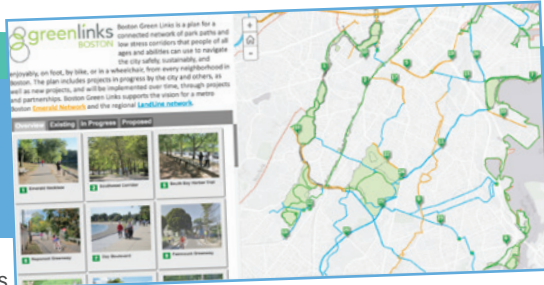 greenlinks
BOSTON
Boston Green Links is a plan for a
connected network of park paths and
low stress corridors that people of all
ages and abilities can use to navigate
the city safely, sustainably, and
enjoyably, on foot, by bike, or in a wheelchair, from every neighborhood in
Boston. The plan includes projects in progress by the city and others, as
well as new projects, and will be implemented over time, through projects
and partnerships. Boston Green Links supports the vision for a metro
Boston Emerald Network and the regional LandLine network.
Overview Existing In Progress Proposed
Emerald Necklace
Southwest Corridor
South Bay Harbor Trail
Greenway
Greenway
s